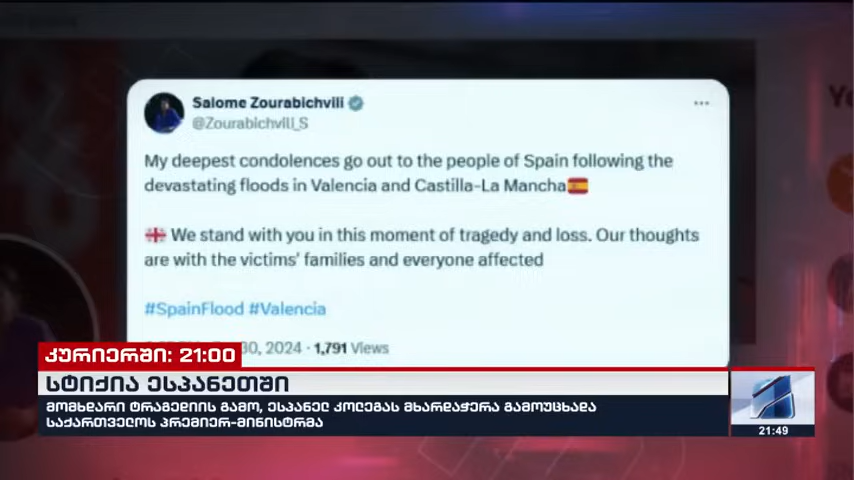 Salome Zourabichvili
@Zourabichvili_S
My deepest condolences go out to the people of Spain following the
devastating floods in Valencia and Castilla-La Mancha🇪🇸
🇬🇪 We stand with you in this moment of tragedy and loss. Our thoughts
are with the victims' families and everyone affected
#SpainFlood #Valencia
30, 2024 · 1,791 Views
კურიერში: 21:00
სტიქია ესპანეთში
მომხდარი ტრაგედიის გამო, ესპანელ კოლეგას მხარდაჭერა გამოუცხადა
საქართველოს პრემიერ-მინისტრმა
21:49